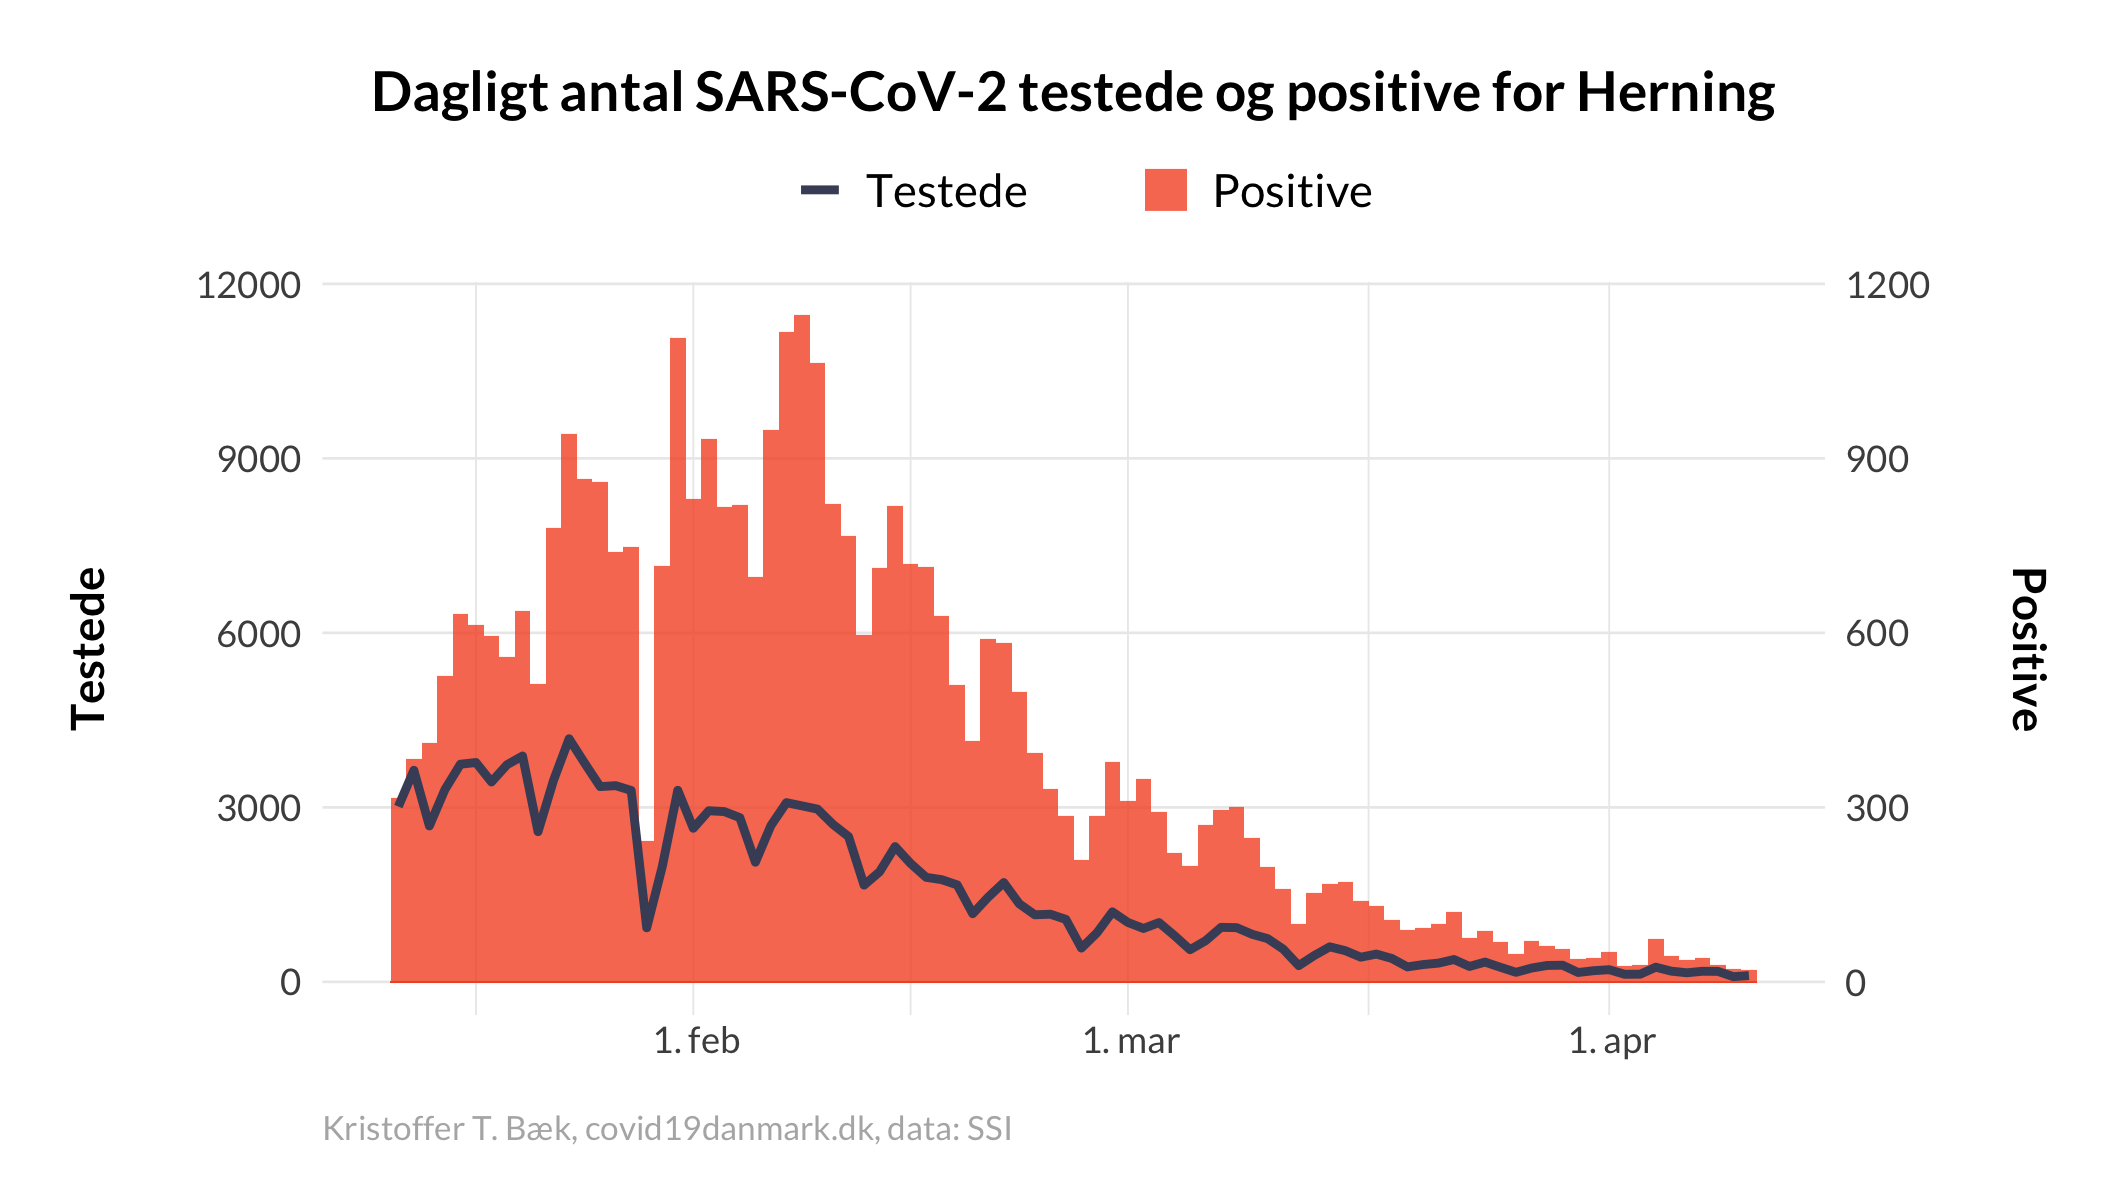 Dagligt antal SARS-CoV-2 testede og positive for Herning
Testede
Positive
12000
9000
6000
3000
0
Testede
1200
900
600
300
0
Positive
1. feb
1. mar
1. apr
Kristoffer T. Bæk, covid19danmark.dk, data: SSI